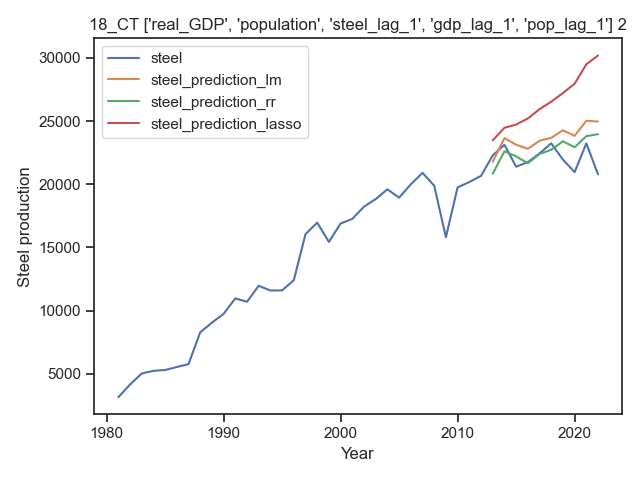 18_CT ['real_GDP', 'population', 'steel_lag_1', 'gdp_lag_1', 'pop_lag_1'] 2
steel
steel_prediction_lm
steel_prediction_rr
steel_prediction_lasso
Steel production
30000
25000
20000
15000
10000
5000
1980
1990
2000
2010
2020
Year